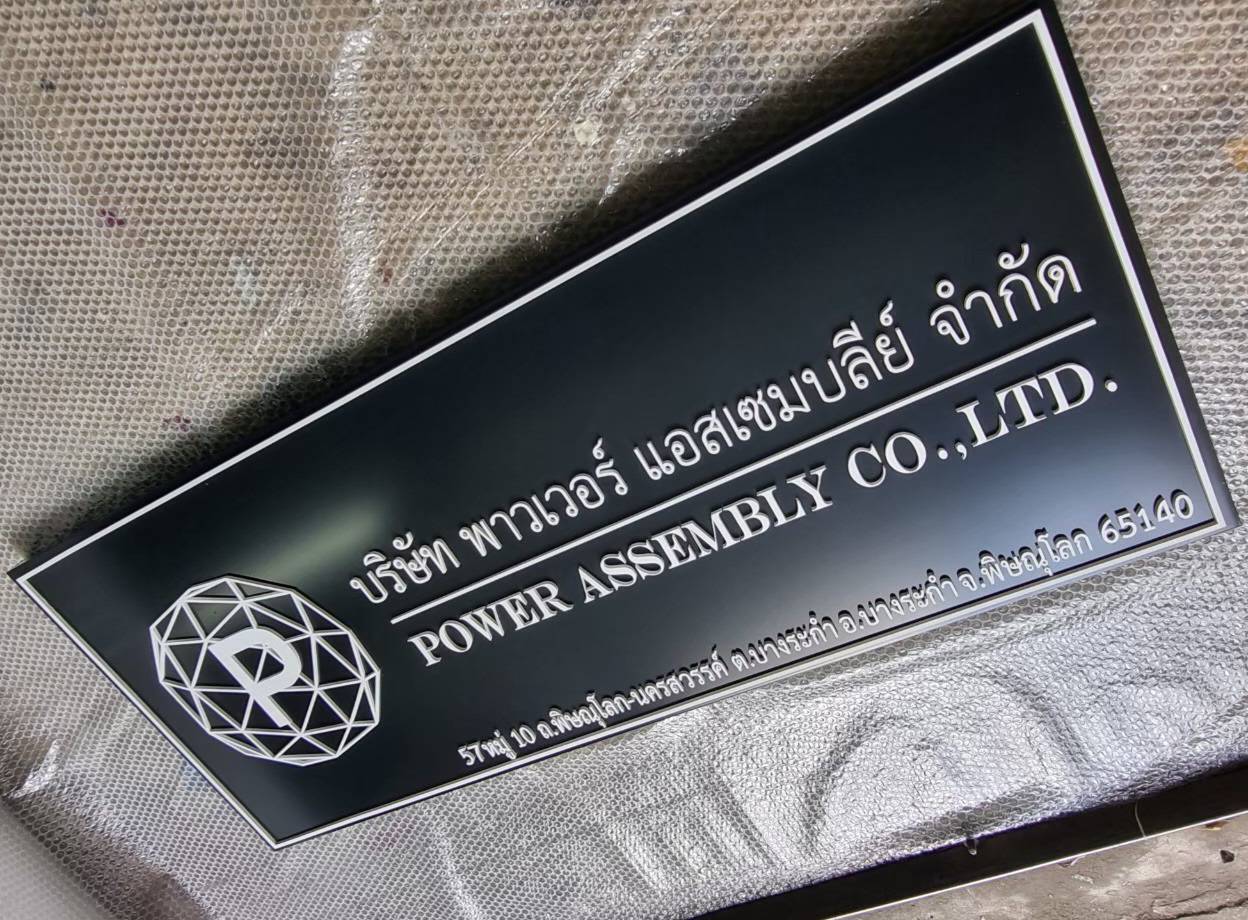 บริษัท พาวเวอร์ แอสเซมบลีย์ จำกัด
POWER ASSEMBLY CO.,LTD.
57หมู่ 10 ถ.พิษณุโลก-นครสวรรค์ ต.บางระกำ อ.บางระกำ จ.พิษณุโลก 65140
P